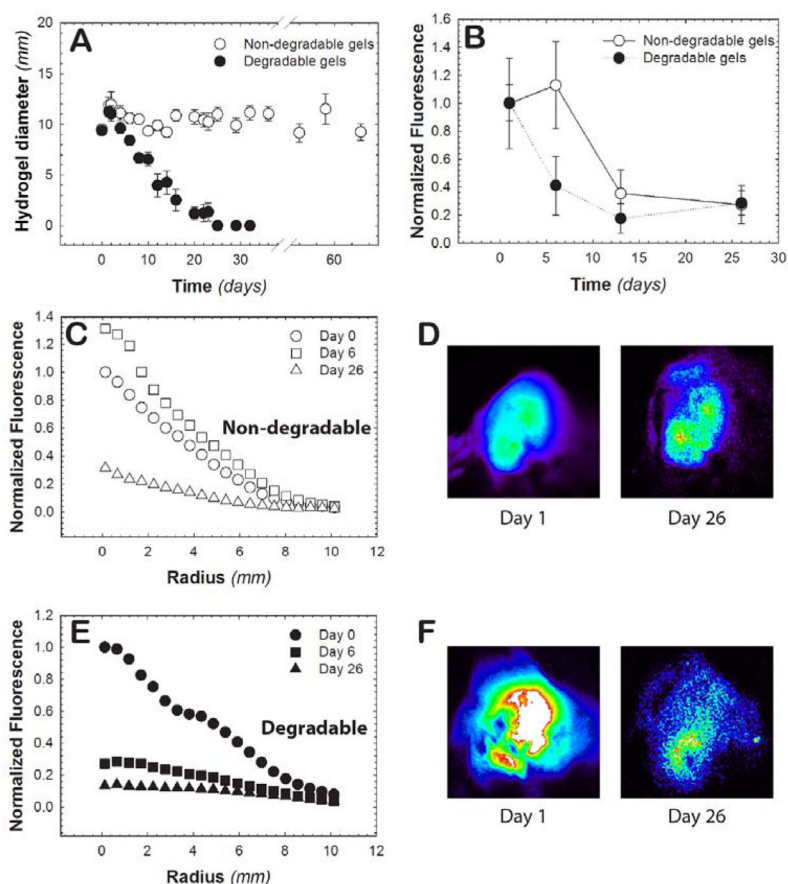 A
Non-degradable gels
Degradable gels
Hydrogel diameter (mm)
20
15
10
5
0
0
10
20
30
60
Time (days)
B
Non-degradable gels
Degradable gels
Normalized Fluorescence
1.6
1.4
1.2
1.0
0.8
0.6
0.4
0.2
0.0
-5
0
5
10
15
20
25
30
Time (days)
C
Day 0
Day 6
Day 26
Non-degradable
Normalized Fluorescence
1.4
1.2
1.0
0.8
0.6
0.4
0.2
0.0
0
2
4
6
8
10
12
Radius (mm)
D
Day 1
Day 26
E
Day 0
Day 6
Day 26
Degradable
Normalized Fluorescence
1.2
1.0
0.8
0.6
0.4
0.2
0.0
0
2
4
6
8
10
12
Radius (mm)
F
Day 1
Day 26